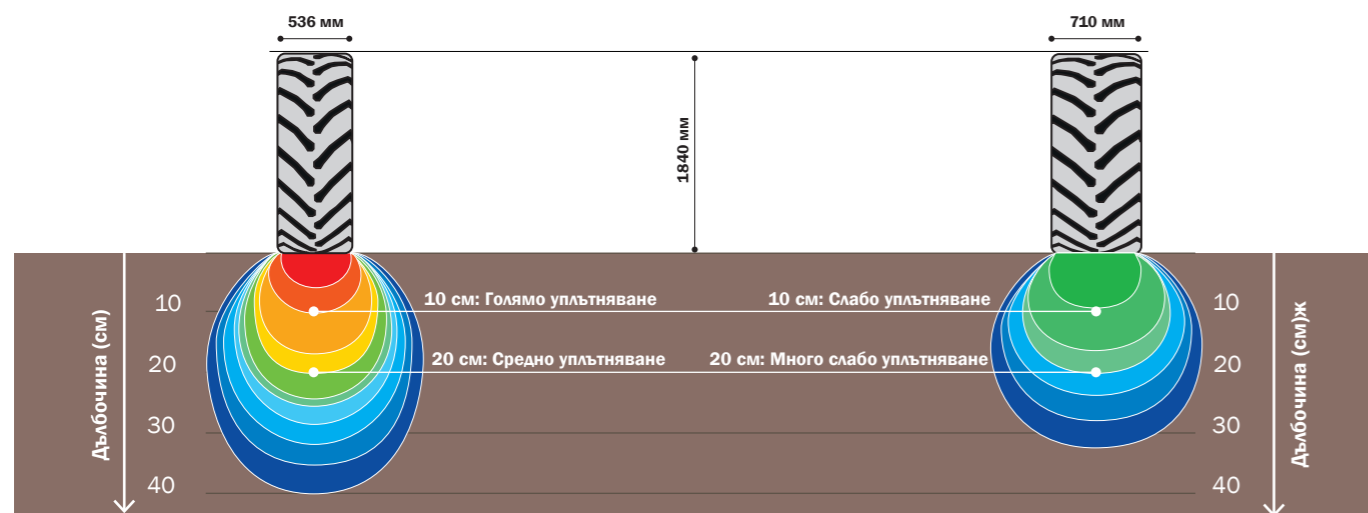 536 мм
710 мм
1840 мм
10 см: Голямо уплътняване
10 см: Слабо уплътняване
20 см: Средно уплътняване
20 см: Много слабо уплътняване
Дълбочина (см)
10
20
30
40
10
20
30
40
Дълбочина (см)ж